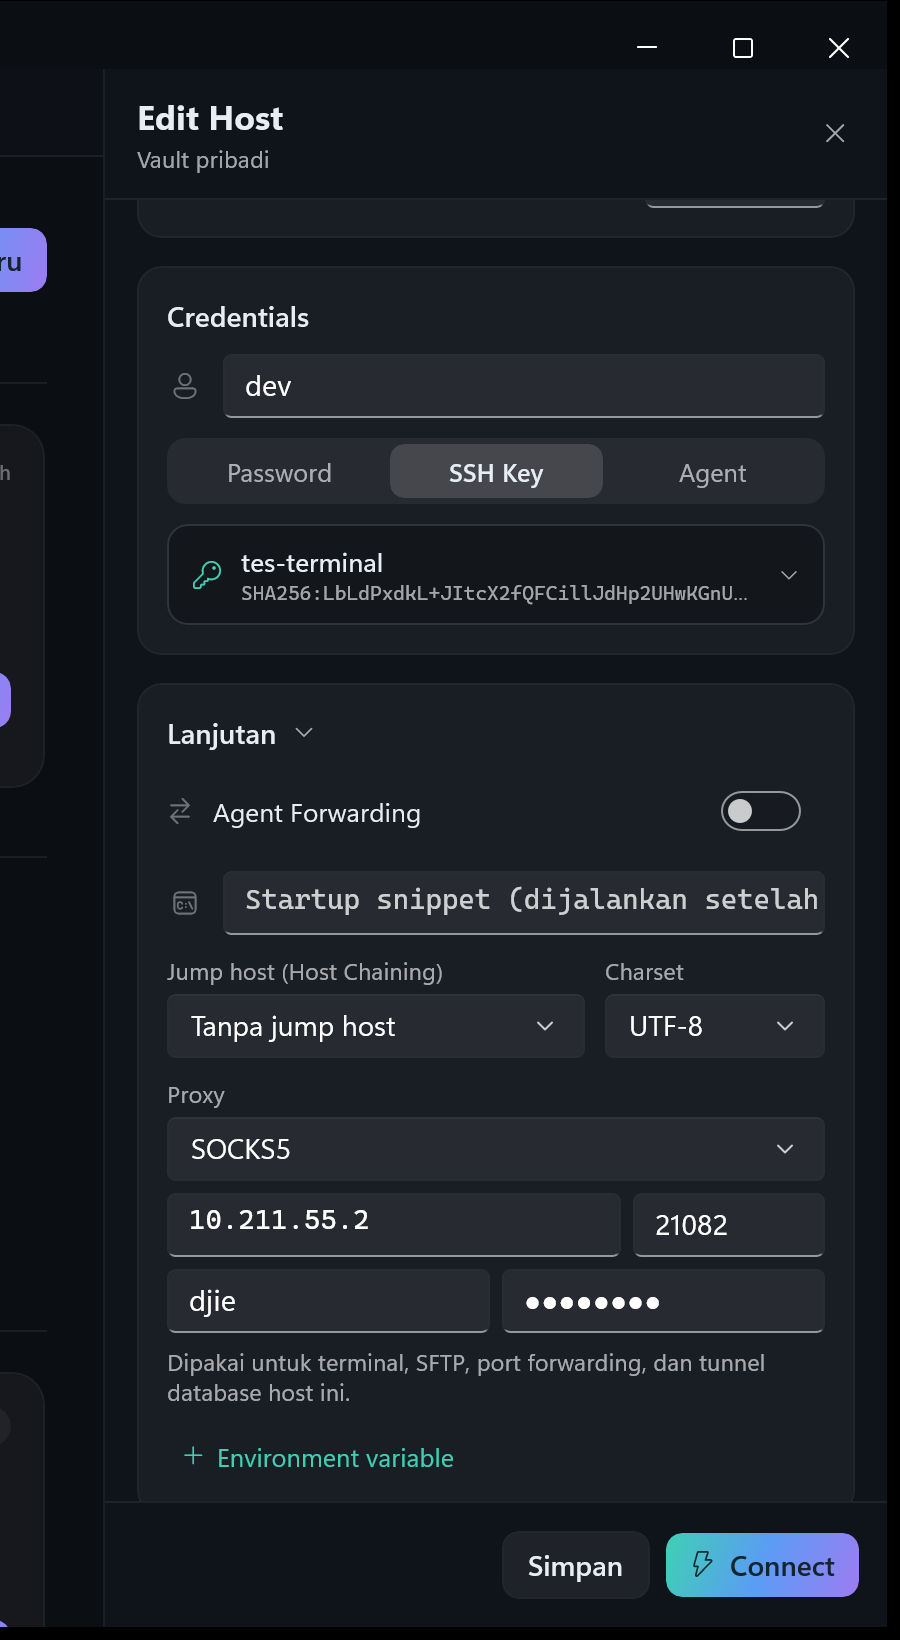 Edit Host
Vault pribadi
ru
Credentials
dev
Password
SSH Key
Agent
h
tes-terminal
SHA256:LbLdPxdkL+JItcX2fQFCillJdHp2UHwKGnU...
Lanjutan
Agent Forwarding
C:\
Startup snippet (dijalankan setelah
Jump host (Host Chaining)
Charset
Tanpa jump host
UTF-8
Proxy
SOCKS5
10.211.55.2
21082
djie
●●●●●●●●
Dipakai untuk terminal, SFTP, port forwarding, dan tunnel
database host ini.
+ Environment variable
Simpan
Connect